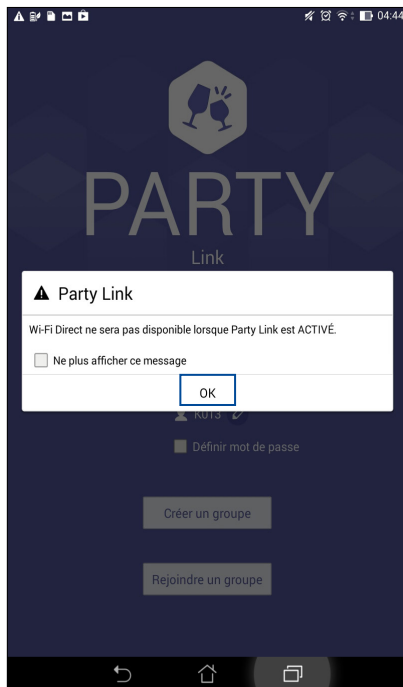 04:44
PARTY
Link
Party Link
Wi-Fi Direct ne sera pas disponible lorsque Party Link est ACTIVÉ.
Ne plus afficher ce message
OK
K013
Définir mot de passe
Créer un groupe
Rejoindre un groupe